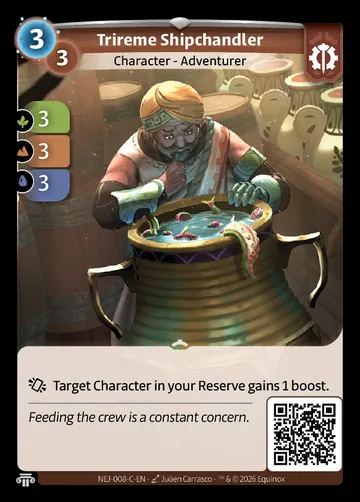 3
3
Trireme Shipchandler
Character - Adventurer
3
3
3
Target Character in your Reserve gains 1 boost.
Feeding the crew is a constant concern.
NEJ-008-C-EN - Julien Carrasco - ™ & © 2026 Equinox